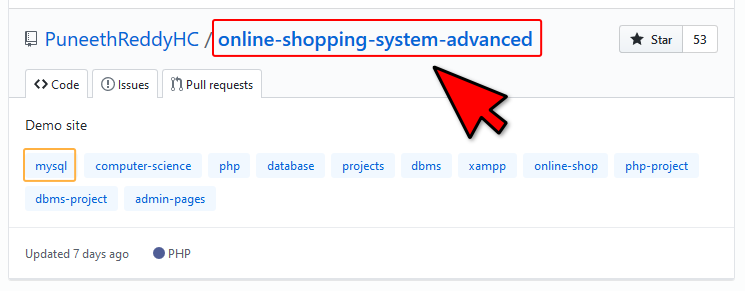 PuneethReddyHC / online-shopping-system-advanced Star 53
Code Issues Pull requests
Demo site
mysql computer-science php database projects dbms xampp online-shop php-project
dbms-project admin-pages
Updated 7 days ago PHP